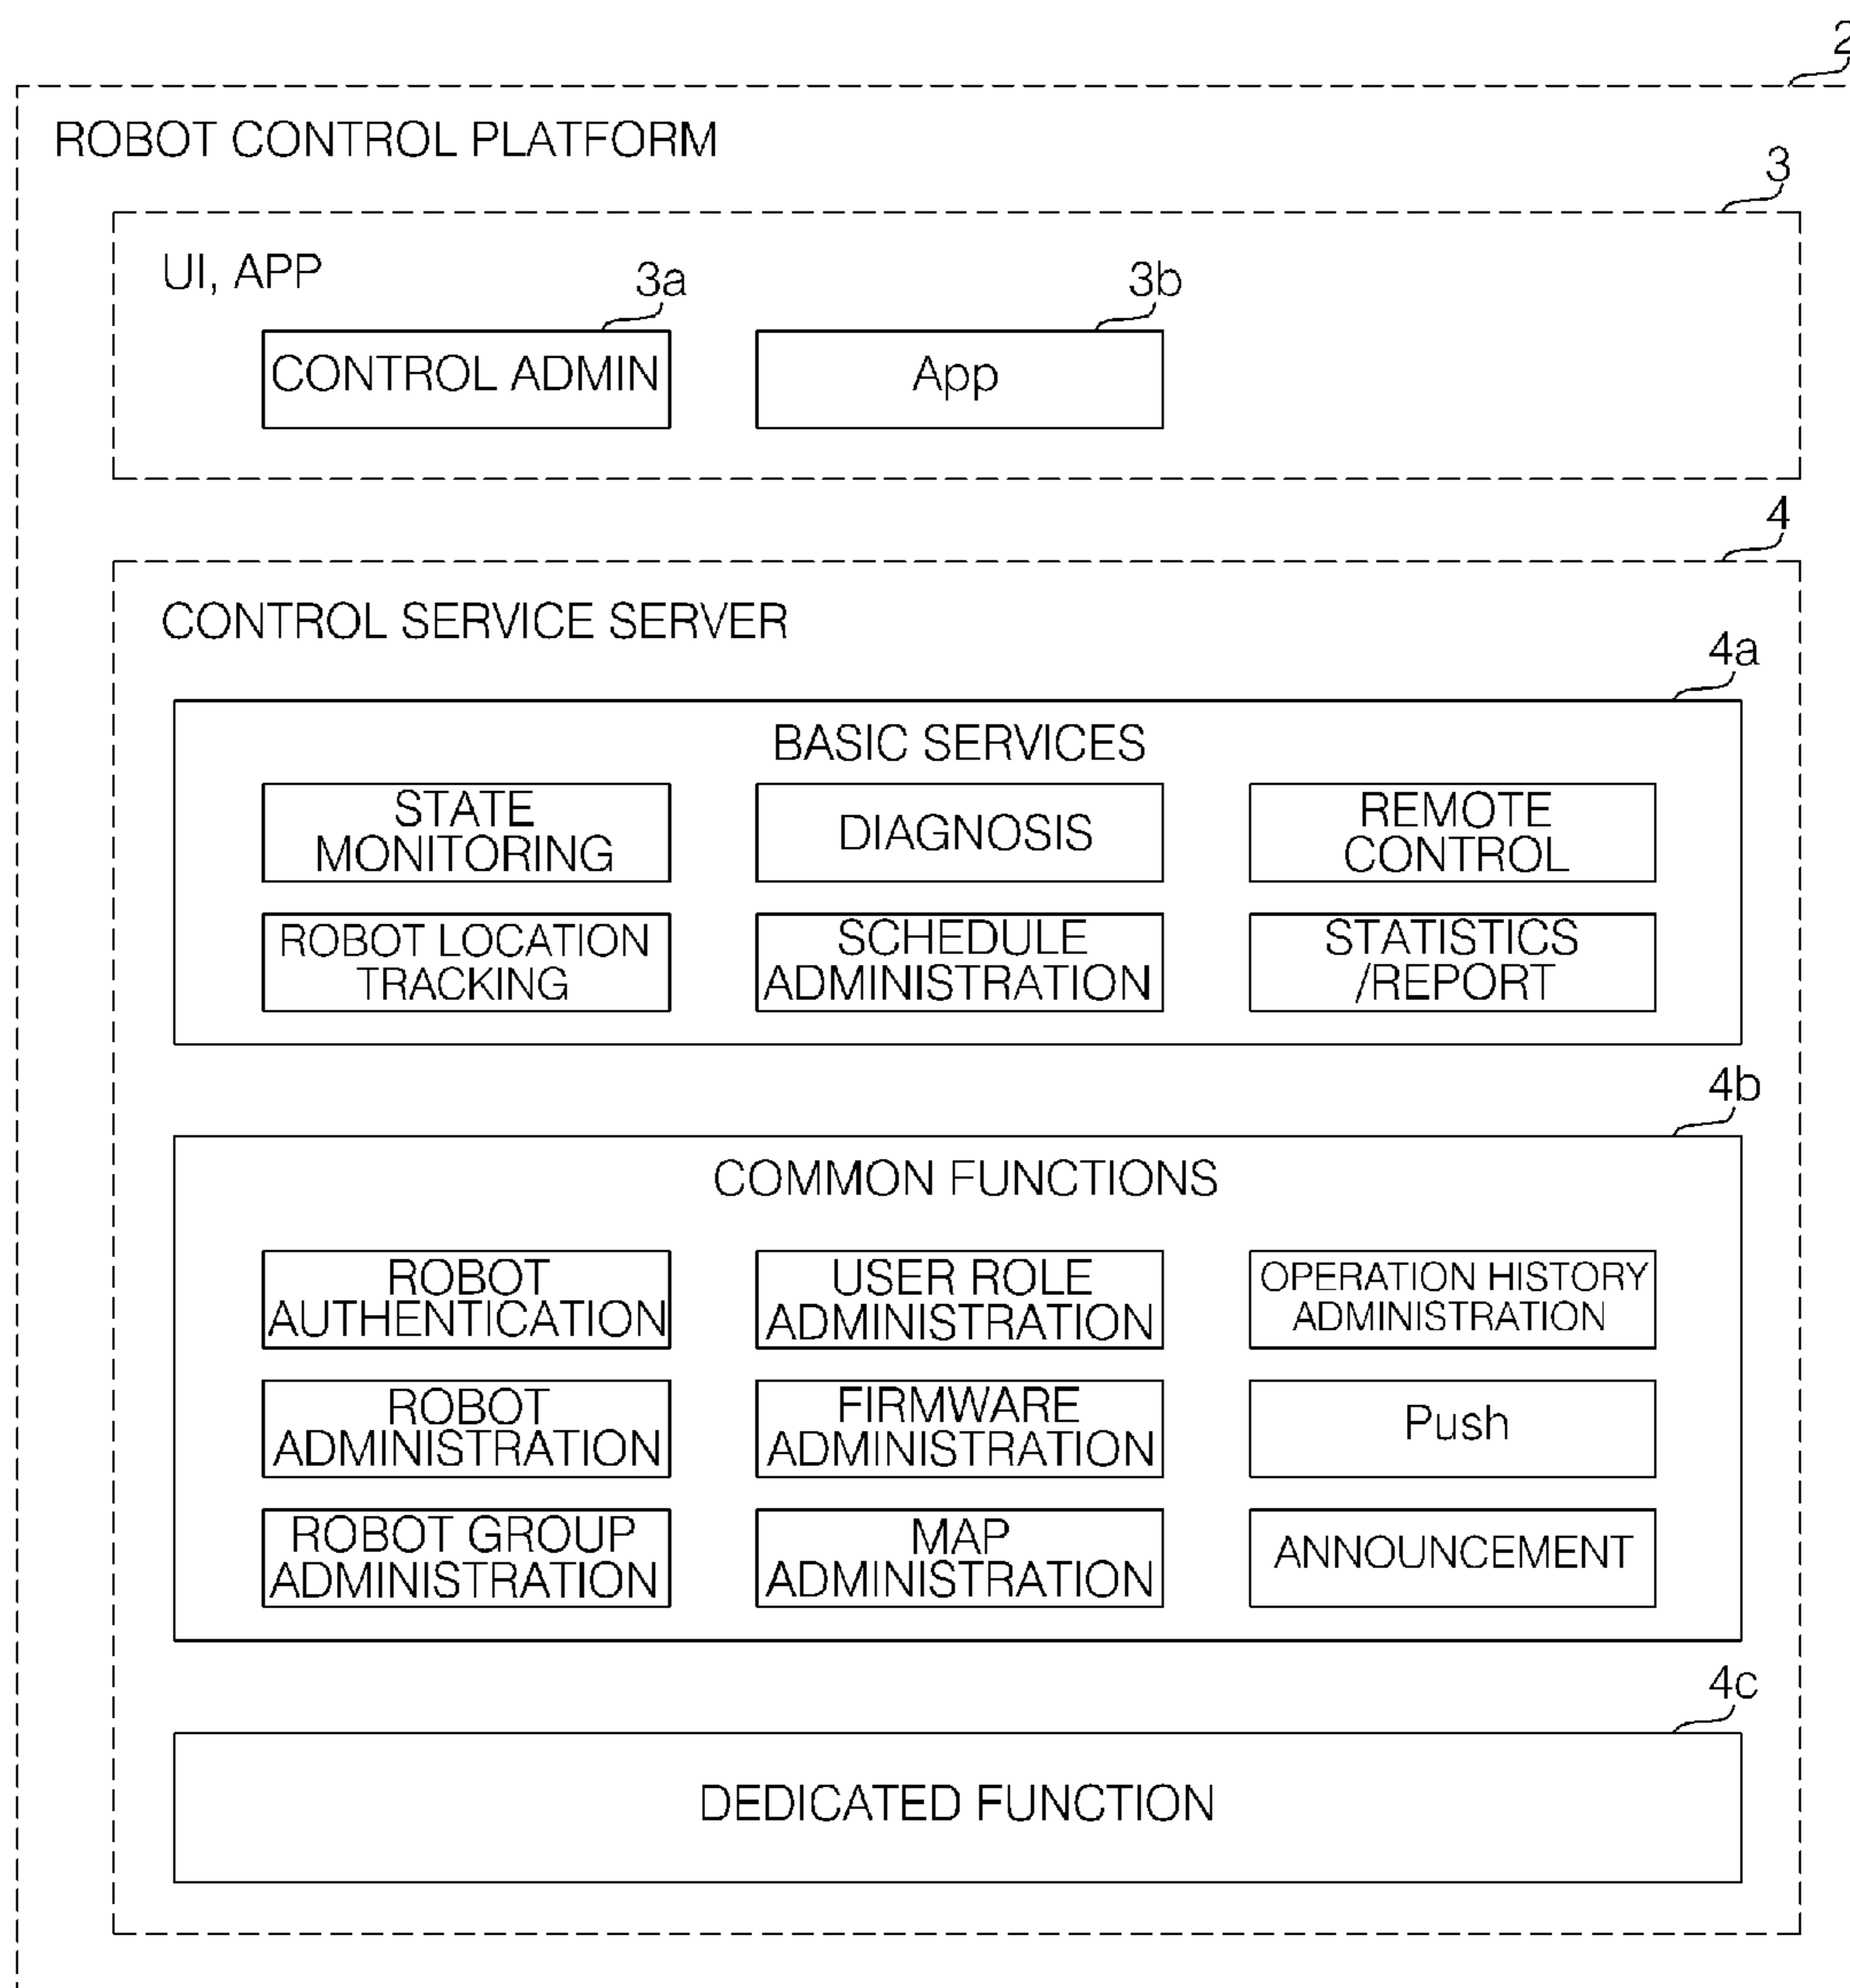 2
ROBOT CONTROL PLATFORM
3
UI, APP
3a
3b
CONTROL ADMIN
App
4
CONTROL SERVICE SERVER
4a
BASIC SERVICES
STATE
MONITORING
DIAGNOSIS
REMOTE
CONTROL
ROBOT LOCATION
TRACKING
SCHEDULE
ADMINISTRATION
STATISTICS
/REPORT
4b
COMMON FUNCTIONS
ROBOT
AUTHENTICATION
USER ROLE
ADMINISTRATION
OPERATION HISTORY
ADMINISTRATION
ROBOT
ADMINISTRATION
FIRMWARE
ADMINISTRATION
Push
ROBOT GROUP
ADMINISTRATION
MAP
ADMINISTRATION
ANNOUNCEMENT
4c
DEDICATED FUNCTION